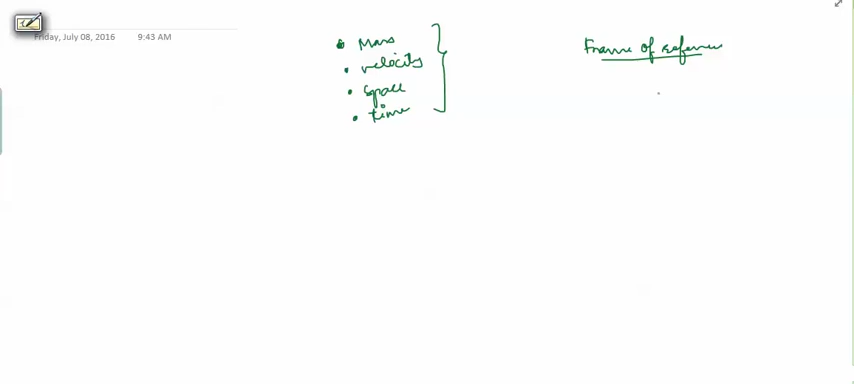 Friday, July 08, 2016 9:43 AM
• Mass
• velocity
• space
• time
Frame of reference